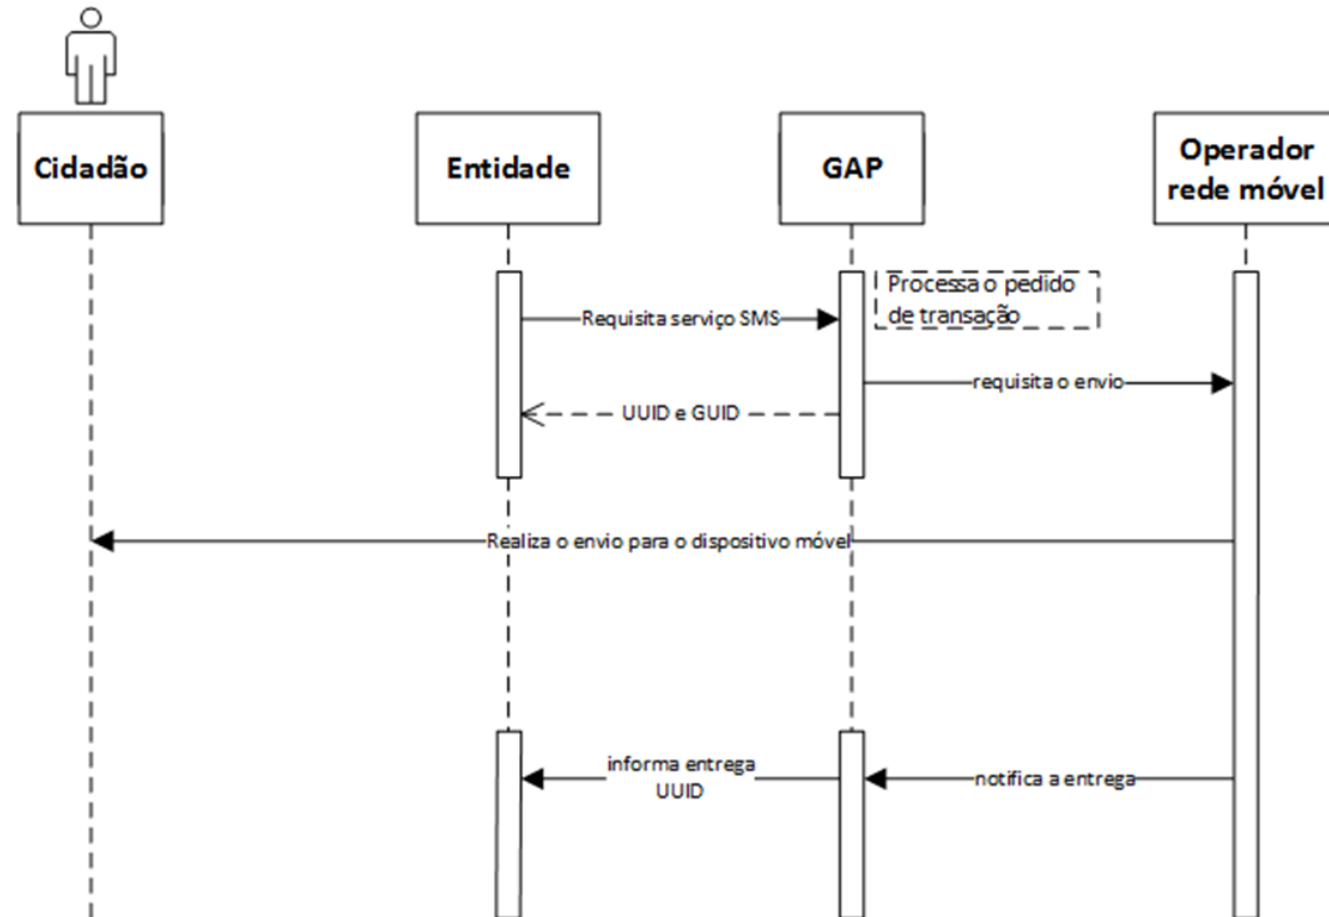 Cidadão
Entidade
GAP
Operador
rede móvel
Processa o pedido
de transação
Requisita serviço SMS
requisita o envio
UUID e GUID
Realiza o envio para o dispositivo móvel
informa entrega
UUID
notifica a entrega